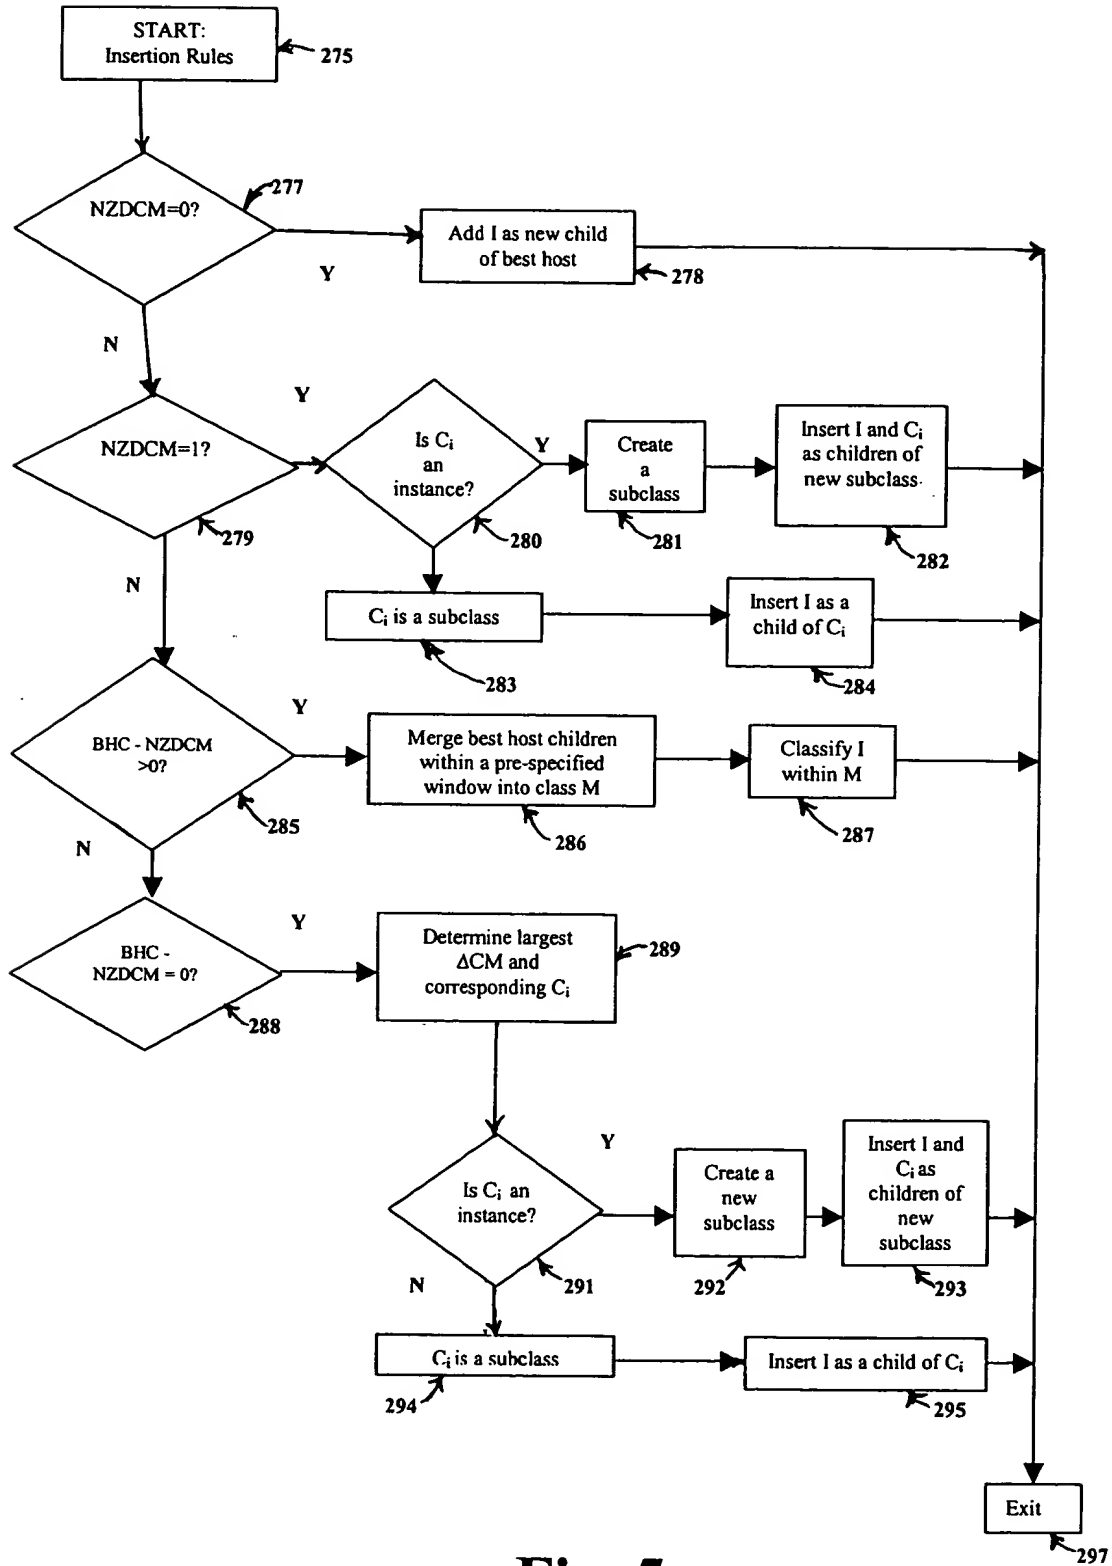 START:
Insertion Rules
275
NZDCM=0?
277
Y
Add I as new child
of best host
278
N
NZDCM=1?
279
Y
Is Ci
an
instance?
280
Y
Create
a
subclass
281
Insert I and Ci
as children of
new subclass
282
N
Ci is a subclass
283
Insert I as a
child of Ci
284
BHC - NZDCM
>0?
285
Y
Merge best host children
within a pre-specified
window into class M
286
Classify I
within M
287
N
BHC -
NZDCM = 0?
288
Y
Determine largest
ΔCM and
corresponding Ci
289
Is Ci an
instance?
291
Y
Create a
new
subclass
292
Insert I and
Ci as
children of
new
subclass
293
N
Ci is a subclass
294
Insert I as a child of Ci
295
Exit
297